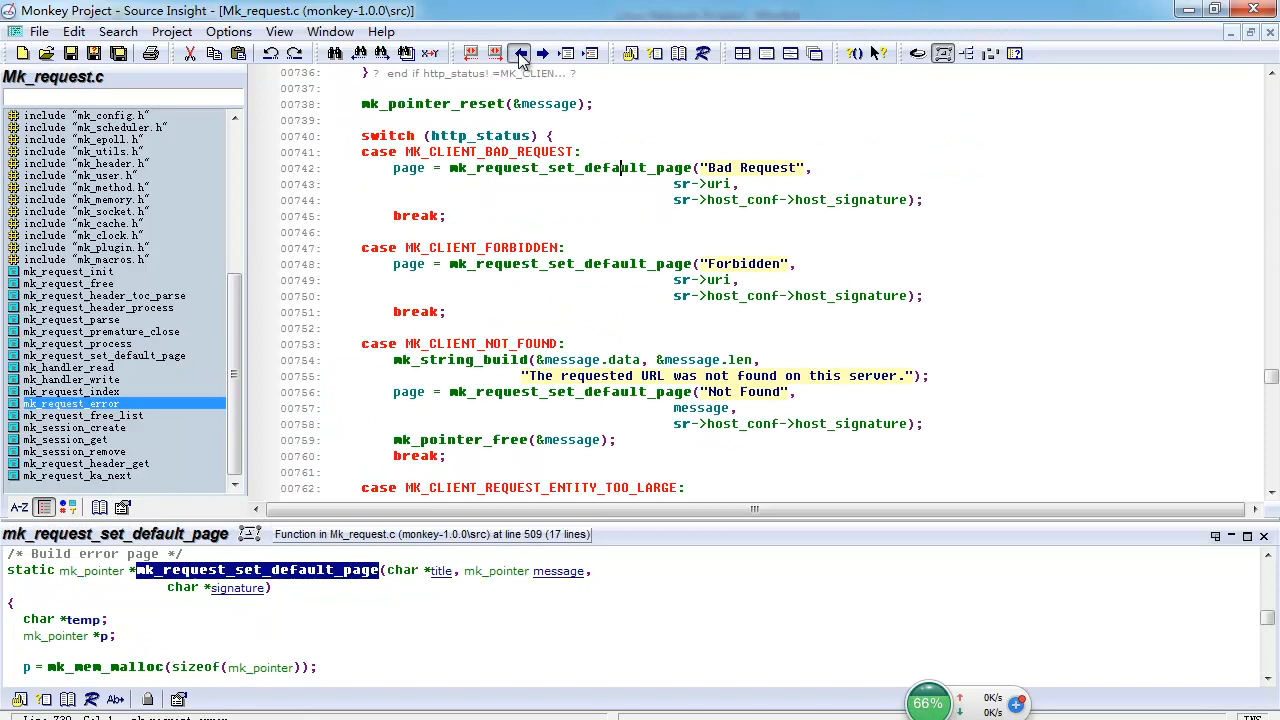 Monkey Project - Source Insight - [Mk_request.c (monkey-1.0.0\src)]
File Edit Search Project Options View Window Help
Mk_request.c
include "mk_config.h"
include "mk_scheduler.h"
include "mk_epoll.h"
include "mk_utils.h"
include "mk_header.h"
include "mk_user.h"
include "mk_method.h"
include "mk_memory.h"
include "mk_socket.h"
include "mk_cache.h"
include "mk_clock.h"
include "mk_plugin.h"
include "mk_macros.h"
mk_request_init
mk_request_free
mk_request_header_toc_parse
mk_request_header_process
mk_request_parse
mk_request_premature_close
mk_request_process
mk_request_set_default_page
mk_handler_read
mk_handler_write
mk_request_index
mk_request_error
mk_request_free_list
mk_session_create
mk_session_get
mk_session_remove
mk_request_header_get
mk_request_ka_next
A-Z
00736: } ? end if http_status! =MK_CLIEN... ?
00737:
00738: mk_pointer_reset(&message);
00739:
00740: switch (http_status) {
00741: case MK_CLIENT_BAD_REQUEST:
00742: page = mk_request_set_default_page("Bad Request",
00743: sr->uri,
00744: sr->host_conf->host_signature);
00745: break;
00746:
00747: case MK_CLIENT_FORBIDDEN:
00748: page = mk_request_set_default_page("Forbidden",
00749: sr->uri,
00750: sr->host_conf->host_signature);
00751: break;
00752:
00753: case MK_CLIENT_NOT_FOUND:
00754: mk_string_build(&message.data, &message.len,
00755: "The requested URL was not found on this server.");
00756: page = mk_request_set_default_page("Not Found",
00757: message,
00758: sr->host_conf->host_signature);
00759: mk_pointer_free(&message);
00760: break;
00761:
00762: case MK_CLIENT_REQUEST_ENTITY_TOO_LARGE:
mk_request_set_default_page Function in Mk_request.c (monkey-1.0.0\src) at line 509 (17 lines)
/* Build error page */
static mk_pointer *mk_request_set_default_page(char *title, mk_pointer message,
char *signature)
{
char *temp;
mk_pointer *p;
p = mk_mem_malloc(sizeof(mk_pointer));
66%
0K/s
0K/s